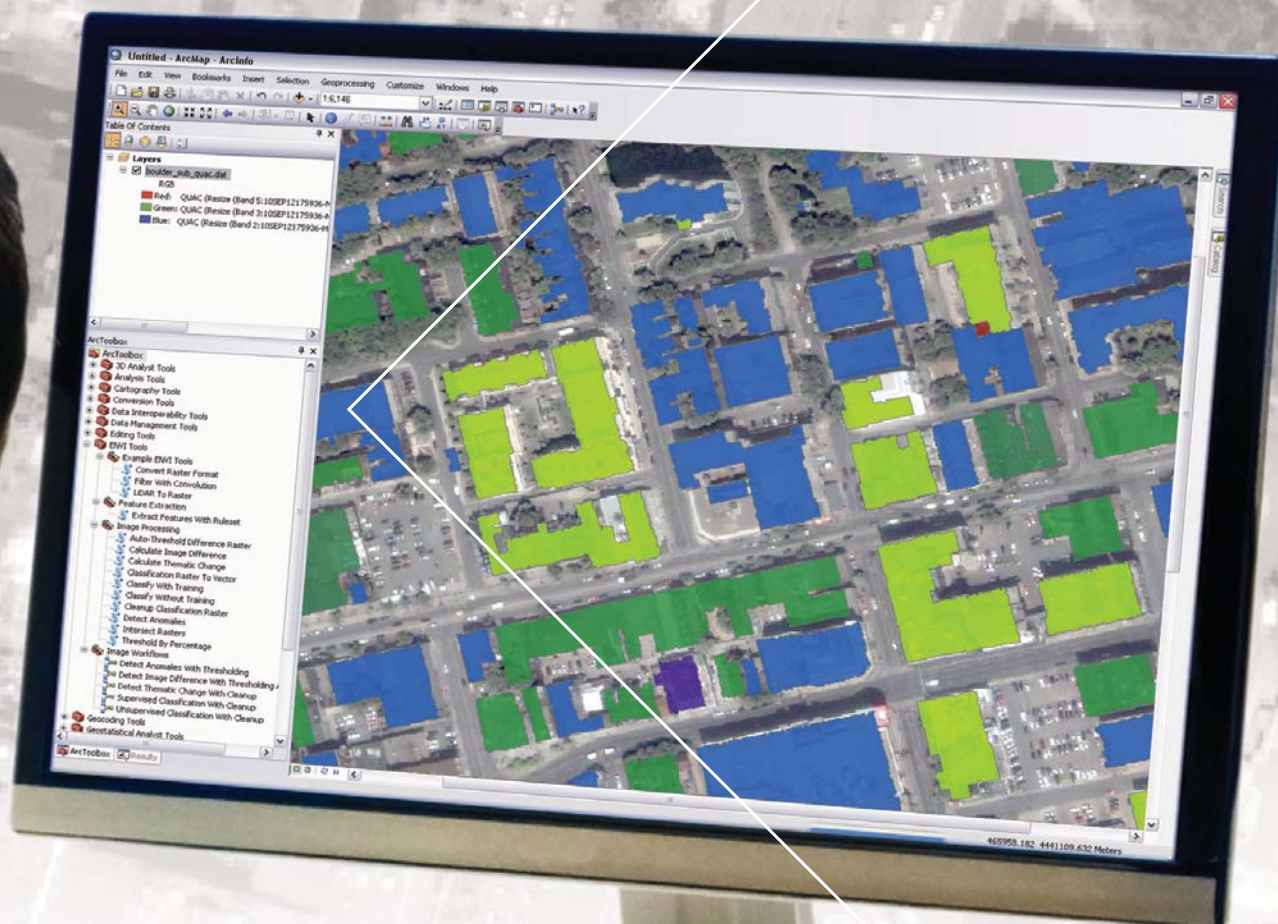 Untitled - ArcMap - ArcInfo
File Edit View Bookmarks Insert Selection Geoprocessing Customize Windows Help
1:6,146
Table Of Contents
Layers
boulder_sub_quac.dat
RGB
Red: QUAC (Resize (Band 5:10SEP12175936-M
Green: QUAC (Resize (Band 3:10SEP12175936-M
Blue: QUAC (Resize (Band 2:10SEP12175936-M
Search
Catalog
ArcToolbox
ArcToolbox
3D Analyst Tools
Analysis Tools
Cartography Tools
Conversion Tools
Data Interoperability Tools
Data Management Tools
Editing Tools
ENVI Tools
Example ENVI Tools
Convert Raster Format
Filter With Convolution
LiDAR To Raster
Feature Extraction
Extract Features With Ruleset
Image Processing
Auto-Threshold Difference Raster
Calculate Image Difference
Calculate Thematic Change
Classification Raster To Vector
Classify With Training
Classify Without Training
Cleanup Classification Raster
Detect Anomalies
Intersect Rasters
Threshold By Percentage
Image Workflows
Detect Anomalies With Thresholding
Detect Image Difference With Thresholding
Detect Thematic Change With Cleanup
Supervised Classification With Cleanup
Unsupervised Classification With Cleanup
Geocoding Tools
Geostatistical Analyst Tools
ArcToolbox Results
465958.182 4441109.632 Meters